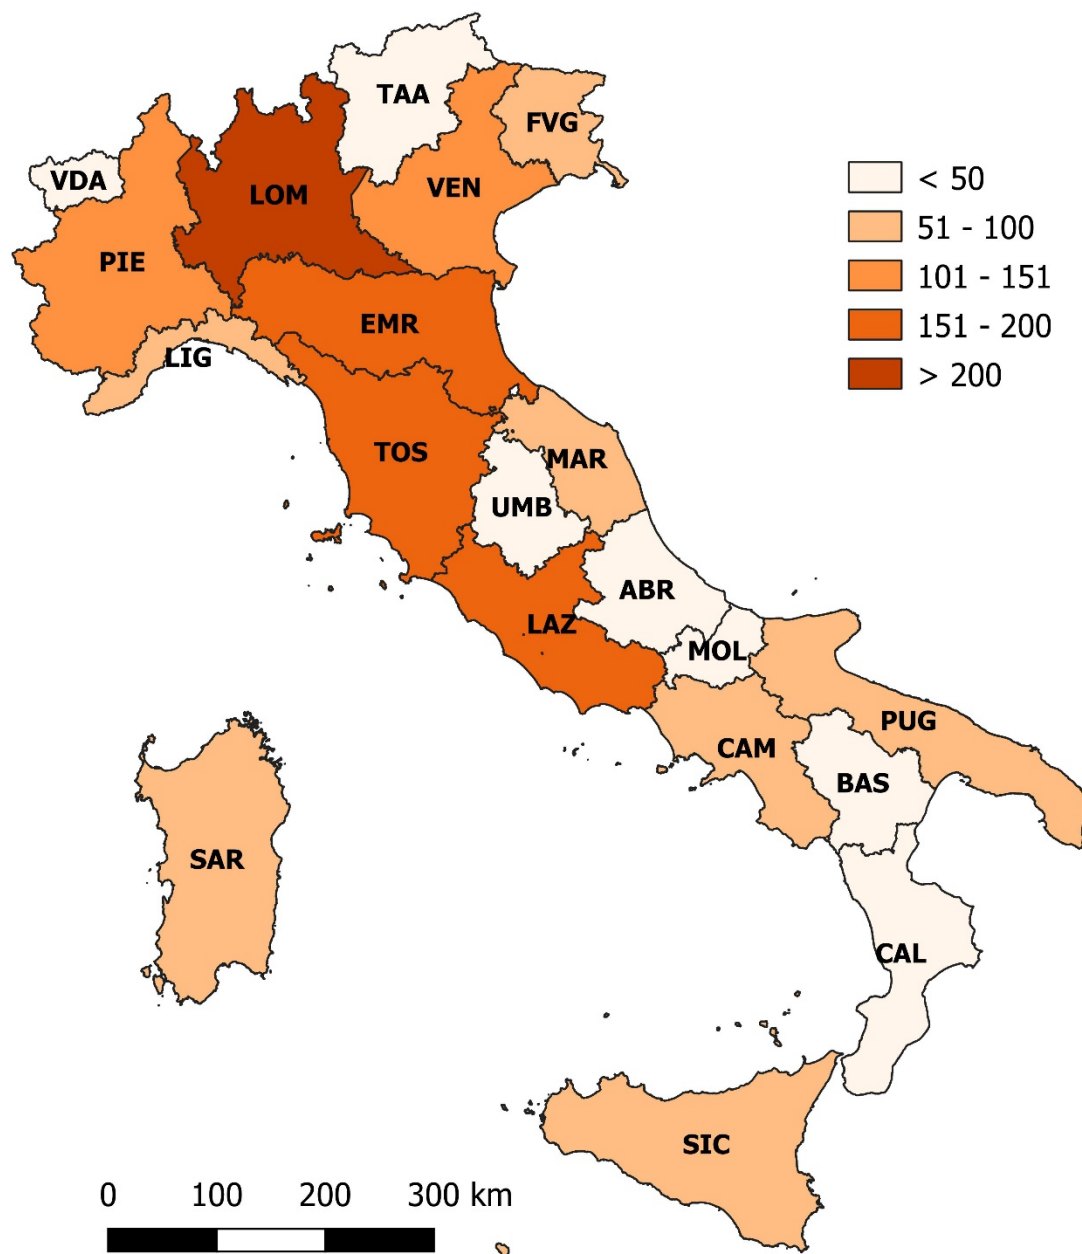 TAA
FVG
VDA
LOM
VEN
PIE
EMR
LIG
TOS
MAR
UMB
ABR
LAZ
MOL
PUG
CAM
BAS
SAR
CAL
SIC
< 50
51 - 100
101 - 151
151 - 200
> 200
0 100 200 300 km